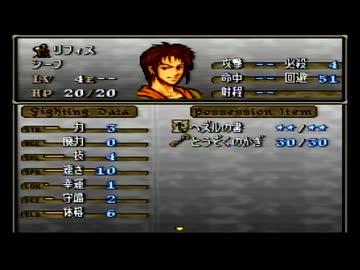 リフィス
シーフ
LV 4 E--
HP 20/20
攻撃 -- 必殺 4
命中 -- 回避 51
射程 --
Fighting Data
Possession Item
力 3
魔力 0
技 4
速さ 10
幸運 1
守備 2
体格 6
ヘズルの書 **/**
とうぞくのかぎ 30/30